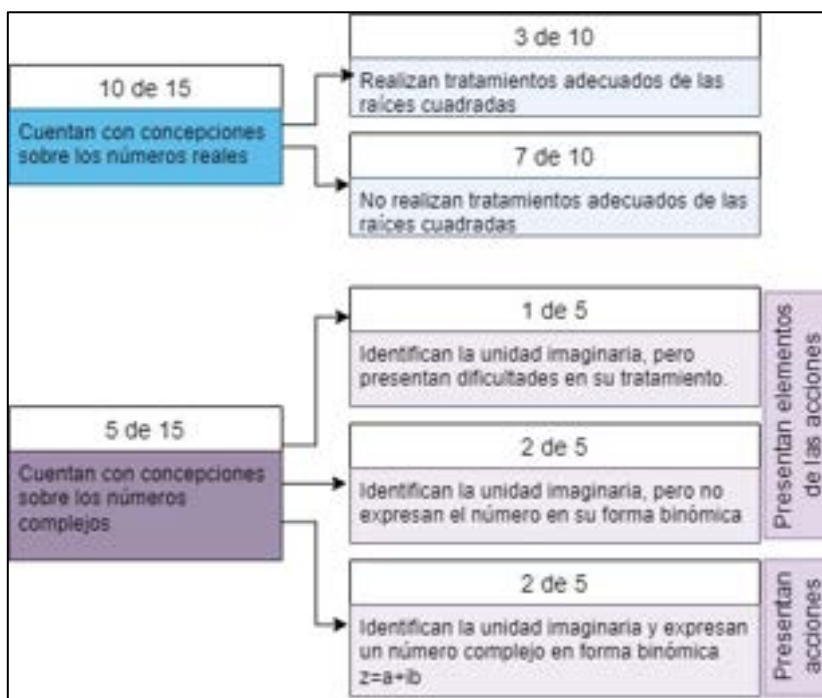 10 de 15
Cuentan con concepciones
sobre los números reales
3 de 10
Realizan tratamientos adecuados de las
raíces cuadradas
7 de 10
No realizan tratamientos adecuados de las
raíces cuadradas
5 de 15
Cuentan con concepciones
sobre los números
complejos
1 de 5
Identifican la unidad imaginaria, pero
presentan dificultades en su tratamiento.
2 de 5
Identifican la unidad imaginaria, pero no
expresan el número en su forma binómica
Presentan elementos
de las acciones
2 de 5
Identifican la unidad imaginaria y expresan
un número complejo en forma binómica
z=a+ib
Presentan
acciones